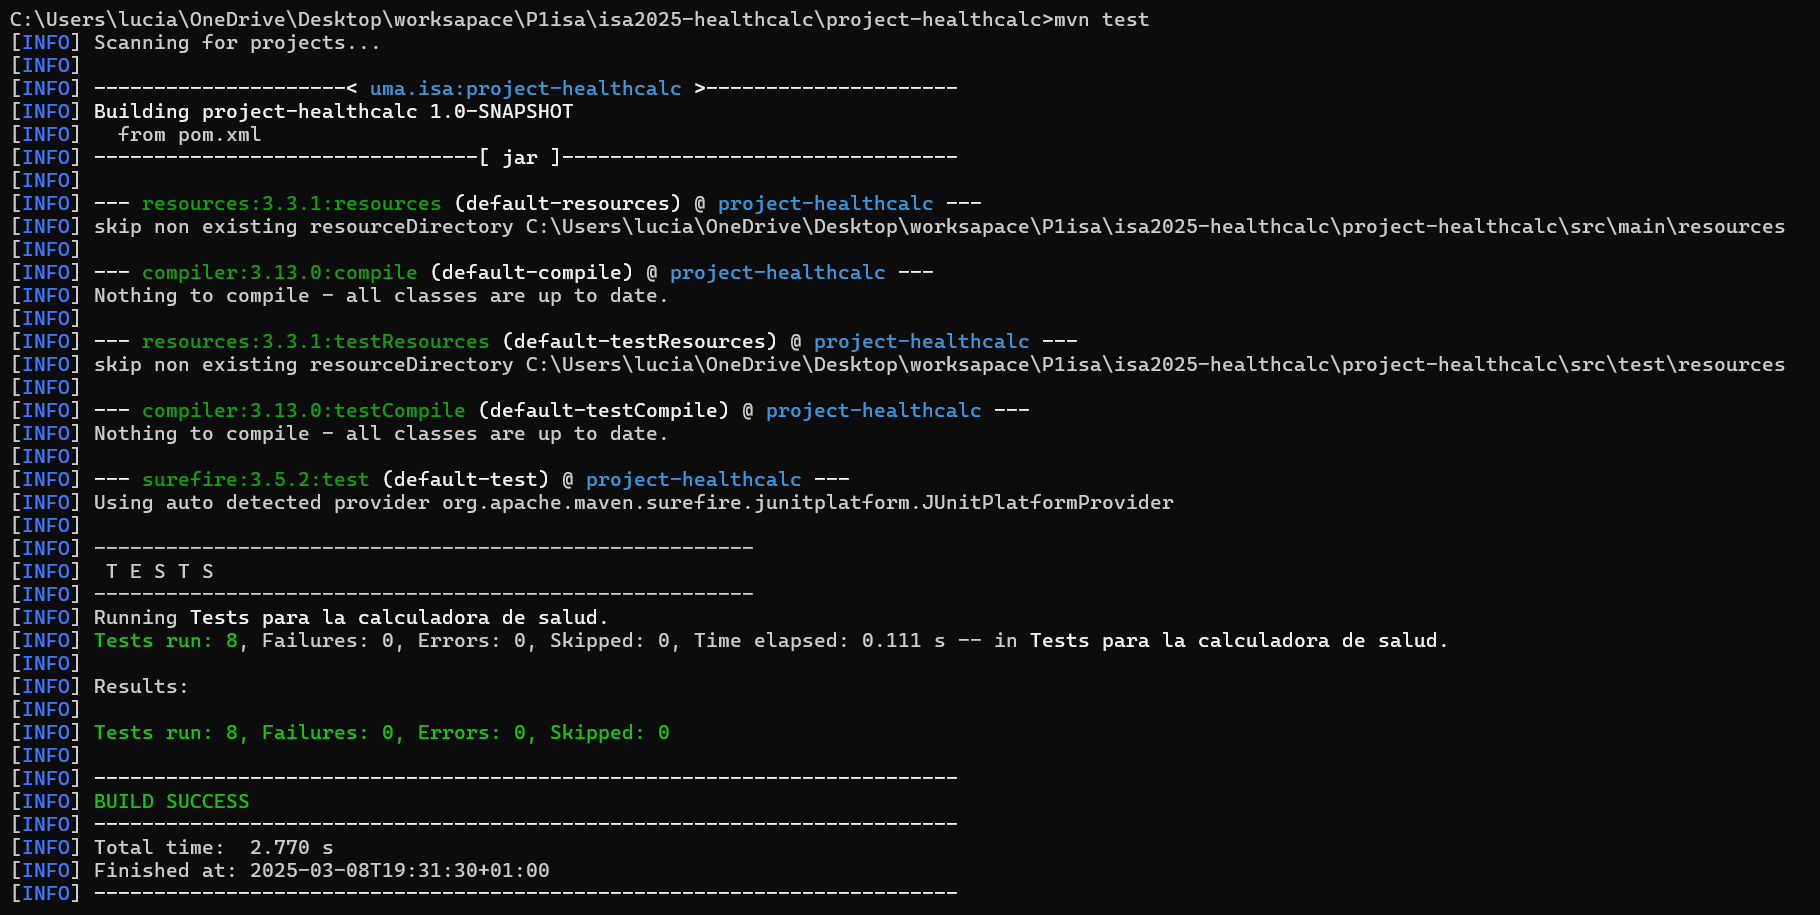 C:\Users\lucia\OneDrive\Desktop\worksapace\P1isa\isa2025-healthcalc\project-healthcalc>mvn test
[INFO] Scanning for projects...
[INFO]
[INFO] ---------------------< uma.isa:project-healthcalc >---------------------
[INFO] Building project-healthcalc 1.0-SNAPSHOT
[INFO]   from pom.xml
[INFO] --------------------------------[ jar ]---------------------------------
[INFO]
[INFO] --- resources:3.3.1:resources (default-resources) @ project-healthcalc ---
[INFO] skip non existing resourceDirectory C:\Users\lucia\OneDrive\Desktop\worksapace\P1isa\isa2025-healthcalc\project-healthcalc\src\main\resources
[INFO]
[INFO] --- compiler:3.13.0:compile (default-compile) @ project-healthcalc ---
[INFO] Nothing to compile - all classes are up to date.
[INFO]
[INFO] --- resources:3.3.1:testResources (default-testResources) @ project-healthcalc ---
[INFO] skip non existing resourceDirectory C:\Users\lucia\OneDrive\Desktop\worksapace\P1isa\isa2025-healthcalc\project-healthcalc\src\test\resources
[INFO]
[INFO] --- compiler:3.13.0:testCompile (default-testCompile) @ project-healthcalc ---
[INFO] Nothing to compile - all classes are up to date.
[INFO]
[INFO] --- surefire:3.5.2:test (default-test) @ project-healthcalc ---
[INFO] Using auto detected provider org.apache.maven.surefire.junitplatform.JUnitPlatformProvider
[INFO]
[INFO] -------------------------------------------------------
[INFO]  T E S T S
[INFO] -------------------------------------------------------
[INFO] Running Tests para la calculadora de salud.
[INFO] Tests run: 8, Failures: 0, Errors: 0, Skipped: 0, Time elapsed: 0.111 s -- in Tests para la calculadora de salud.
[INFO]
[INFO] Results:
[INFO]
[INFO] Tests run: 8, Failures: 0, Errors: 0, Skipped: 0
[INFO]
[INFO] ------------------------------------------------------------------------
[INFO] BUILD SUCCESS
[INFO] ------------------------------------------------------------------------
[INFO] Total time:  2.770 s
[INFO] Finished at: 2025-03-08T19:31:30+01:00
[INFO] ------------------------------------------------------------------------